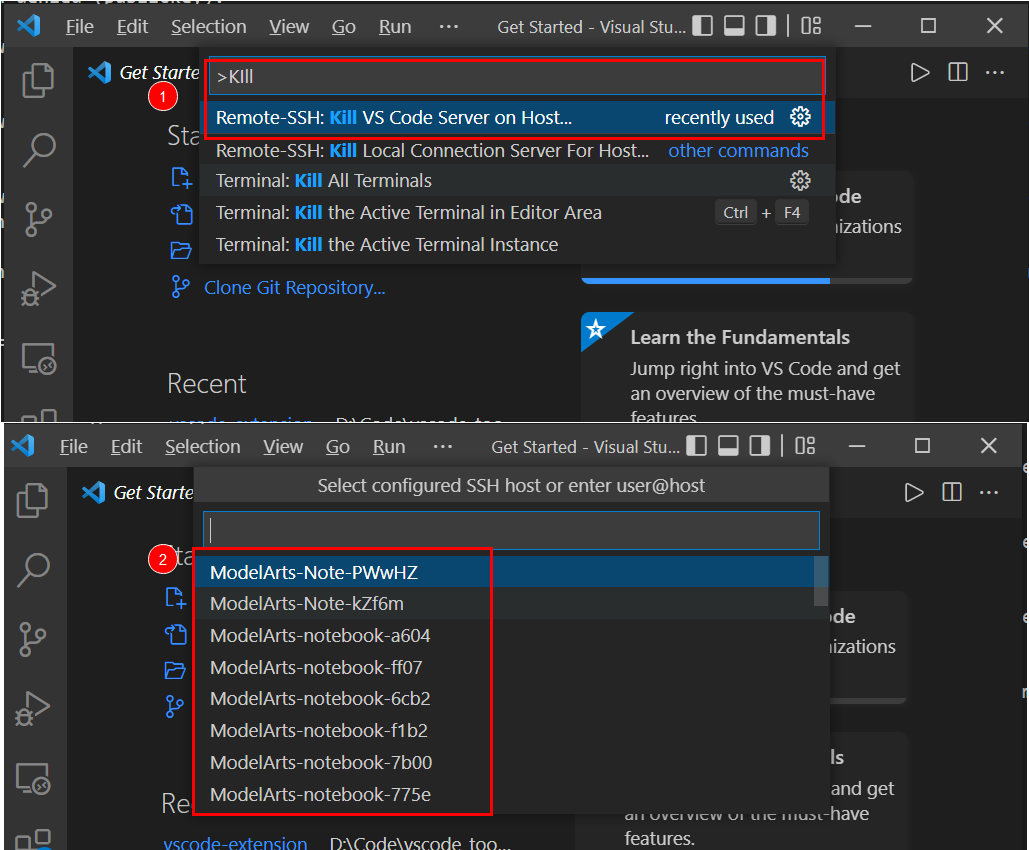 File Edit Selection View Go Run ··· Get Started - Visual Stu...
Get Starte
>KIll
1
Remote-SSH: Kill VS Code Server on Host... recently used
Remote-SSH: Kill Local Connection Server For Host... other commands
Terminal: Kill All Terminals
Terminal: Kill the Active Terminal in Editor Area Ctrl + F4
Terminal: Kill the Active Terminal Instance
Sta
de
izations
Clone Git Repository...
Learn the Fundamentals
Jump right into VS Code and get
an overview of the must-have
features.
Recent
vscode-extension D:\Code\vscode_too...
File Edit Selection View Go Run ··· Get Started - Visual Stu...
Get Starte
Select configured SSH host or enter user@host
2
ta
ModelArts-Note-PWwHZ
ModelArts-Note-kZf6m
ModelArts-notebook-a604
ModelArts-notebook-ff07
ModelArts-notebook-6cb2
ModelArts-notebook-f1b2
ModelArts-notebook-7b00
ModelArts-notebook-775e
de
izations
ls
and get
an overview of the must-have
features.
Re
vscode-extension D:\Code\vscode_too...